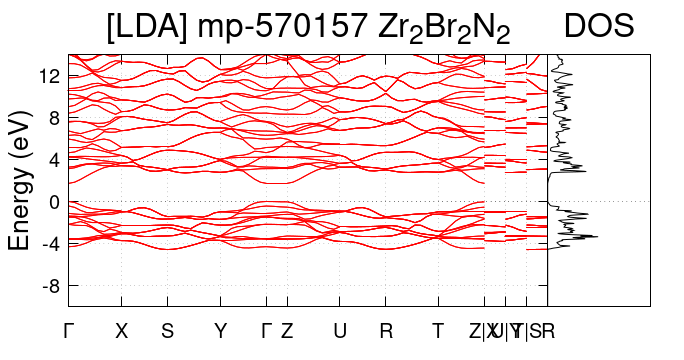 [LDA] mp-570157 Zr₂Br₂N₂ DOS
Energy (eV)
12
8
4
0
-4
-8
Γ X S Y Γ Z U R T Z|X U|Y T|S R